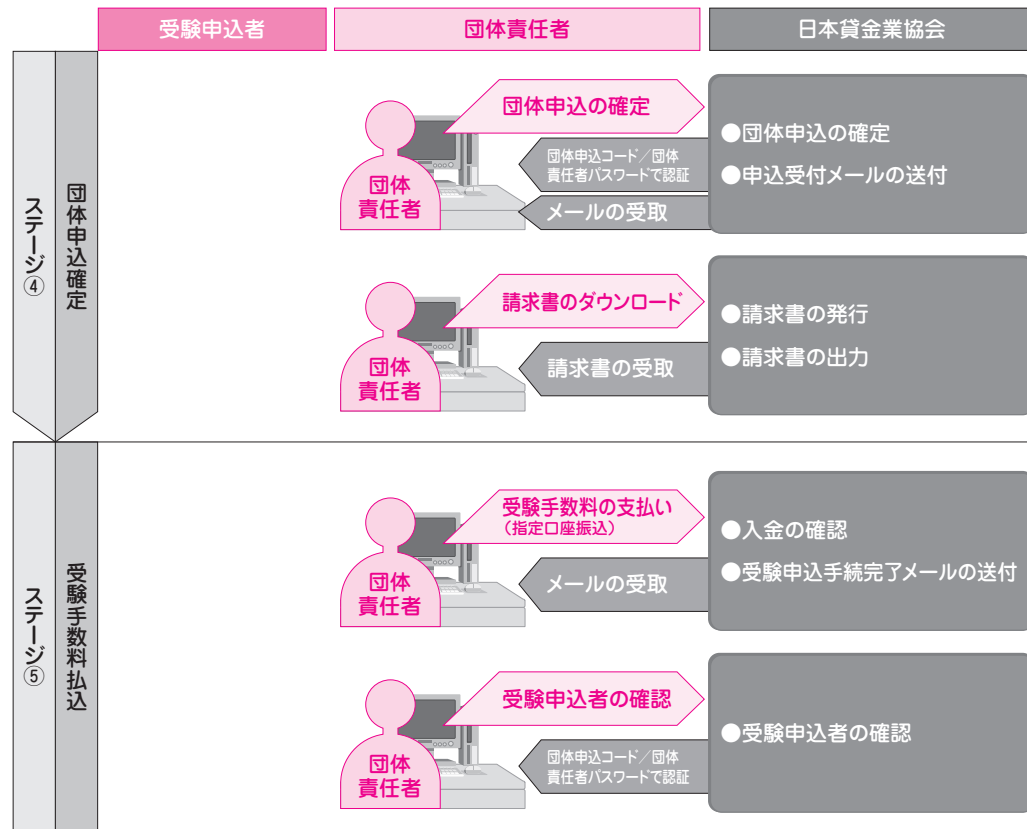 受験申込者
団体責任者
日本貸金業協会
ステージ④
団体申込確定
団体
責任者
団体申込の確定
団体申込コード／団体
責任者パスワードで認証
メールの受取
●団体申込の確定
●申込受付メールの送付
団体
責任者
請求書のダウンロード
請求書の受取
●請求書の発行
●請求書の出力
ステージ⑤
受験手数料払込
団体
責任者
受験手数料の支払い
（指定口座振込）
メールの受取
●入金の確認
●受験申込手続完了メールの送付
団体
責任者
受験申込者の確認
団体申込コード／団体
責任者パスワードで認証
●受験申込者の確認